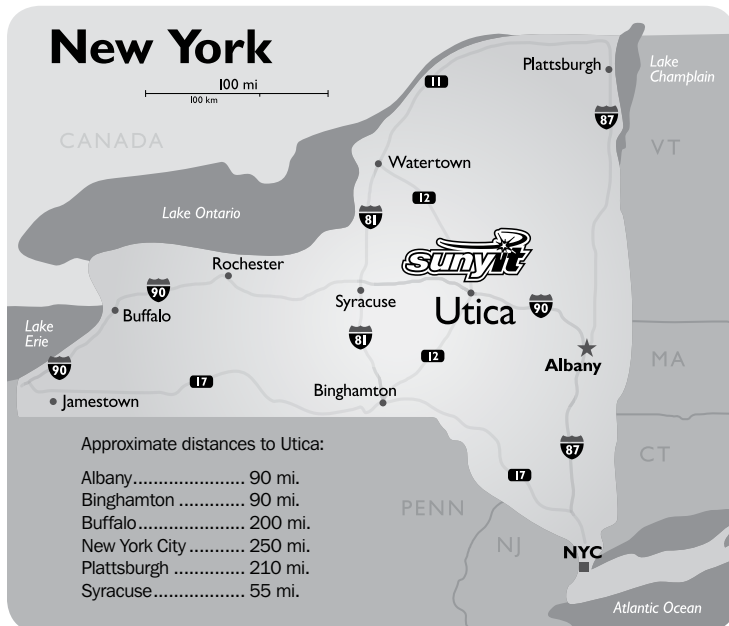 New York
100 mi
100 km
Plattsburgh
Lake
Champlain
11
87
CANADA
VT
Watertown
12
81
Lake Ontario
sunyit
Rochester
90
Syracuse
Utica
90
Buffalo
Lake
Erie
81
12
Albany
MA
90
17
Binghamton
Jamestown
Approximate distances to Utica:
87
CT
Albany...................... 90 mi.
17
Binghamton ............. 90 mi.
PENN
Buffalo..................... 200 mi.
New York City ........... 250 mi.
NJ
NYC
Plattsburgh .............. 210 mi.
Syracuse.................... 55 mi.
Atlantic Ocean